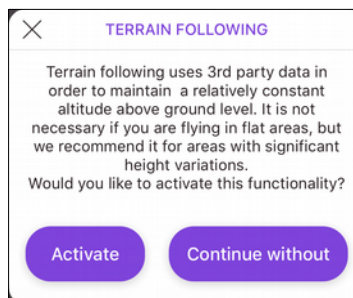 TERRAIN FOLLOWING
Terrain following uses 3rd party data in
order to maintain a relatively constant
altitude above ground level. It is not
necessary if you are flying in flat areas, but
we recommend it for areas with significant
height variations.
Would you like to activate this functionality?
Activate
Continue without